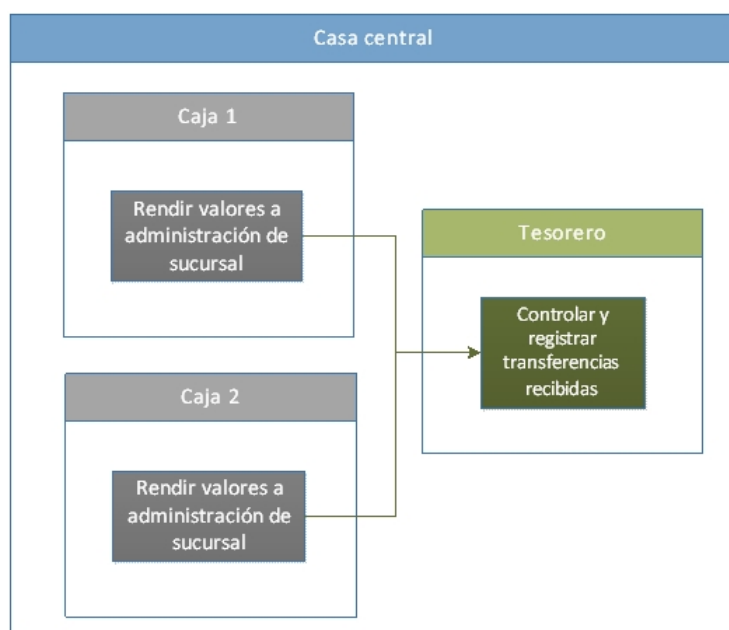 Casa central
Caja 1
Rendir valores a
administración de
sucursal
Tesorero
Controlar y
registrar
transferencias
recibidas
Caja 2
Rendir valores a
administración de
sucursal